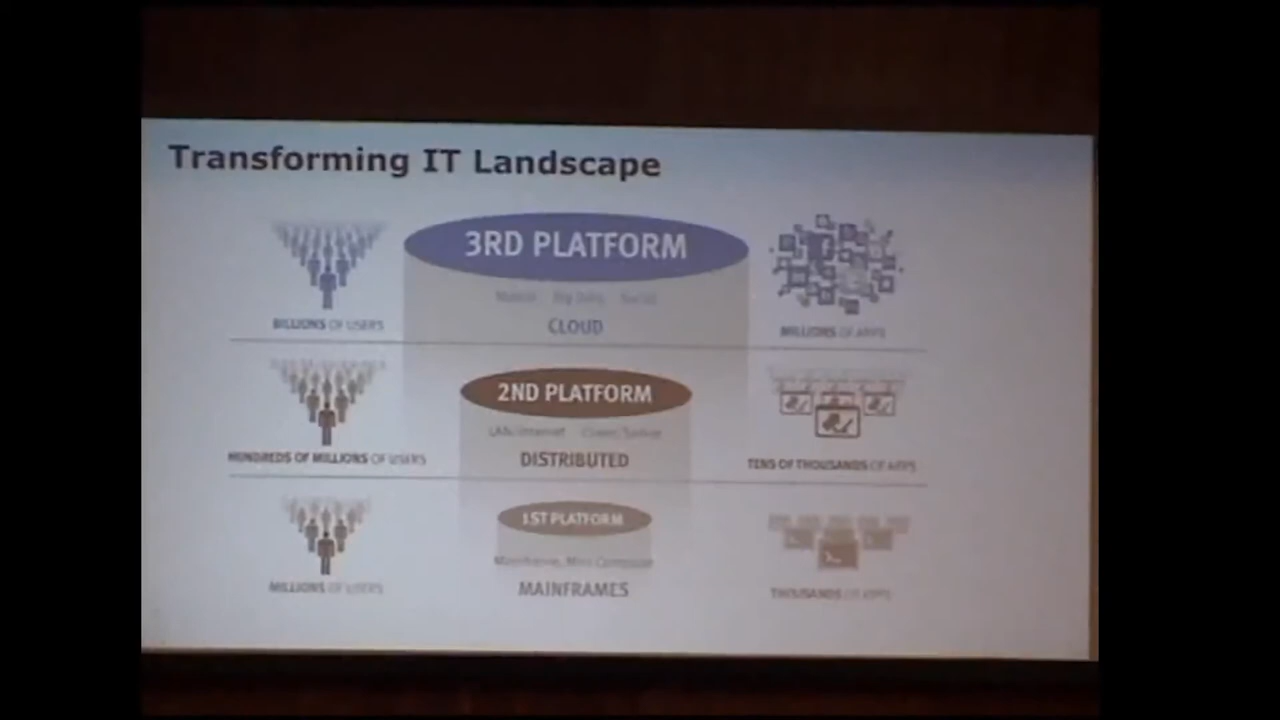 Transforming IT Landscape
3RD PLATFORM
Mobile Big Data Social
CLOUD
BILLIONS OF USERS
MILLIONS OF APPS
2ND PLATFORM
LAN/Internet Client/Server
DISTRIBUTED
HUNDREDS OF MILLIONS OF USERS
TENS OF THOUSANDS OF APPS
1ST PLATFORM
Mainframe, Mini Computer
MAINFRAMES
MILLIONS OF USERS
THOUSANDS OF APPS